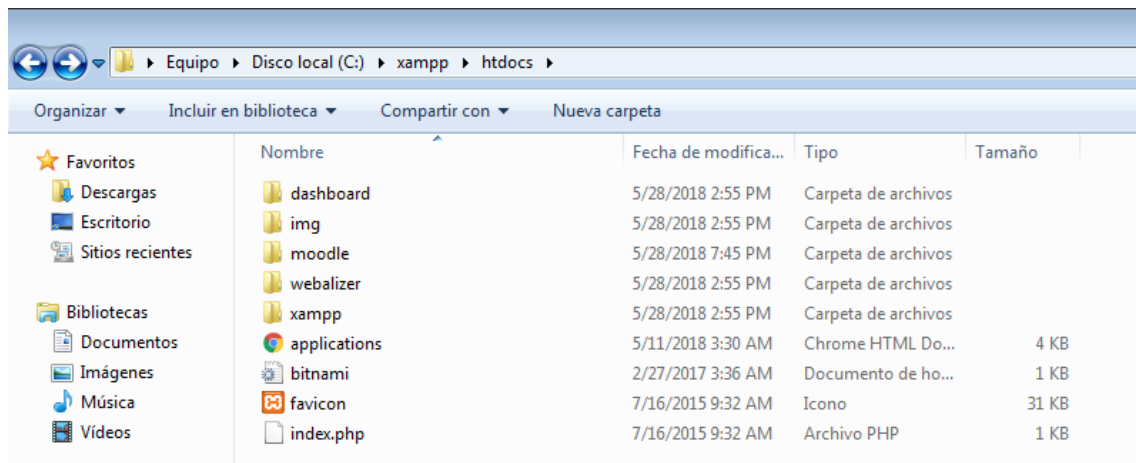 Equipo Disco local (C:) xampp htdocs
Organizar Incluir en biblioteca Compartir con Nueva carpeta
Favoritos
Descargas
Escritorio
Sitios recientes
Bibliotecas
Documentos
Imágenes
Música
Vídeos
Nombre Fecha de modifica... Tipo Tamaño
dashboard 5/28/2018 2:55 PM Carpeta de archivos
img 5/28/2018 2:55 PM Carpeta de archivos
moodle 5/28/2018 7:45 PM Carpeta de archivos
webalizer 5/28/2018 2:55 PM Carpeta de archivos
xampp 5/28/2018 2:55 PM Carpeta de archivos
applications 5/11/2018 3:30 AM Chrome HTML Do... 4 KB
bitnami 2/27/2017 3:36 AM Documento de ho... 1 KB
favicon 7/16/2015 9:32 AM Icono 31 KB
index.php 7/16/2015 9:32 AM Archivo PHP 1 KB